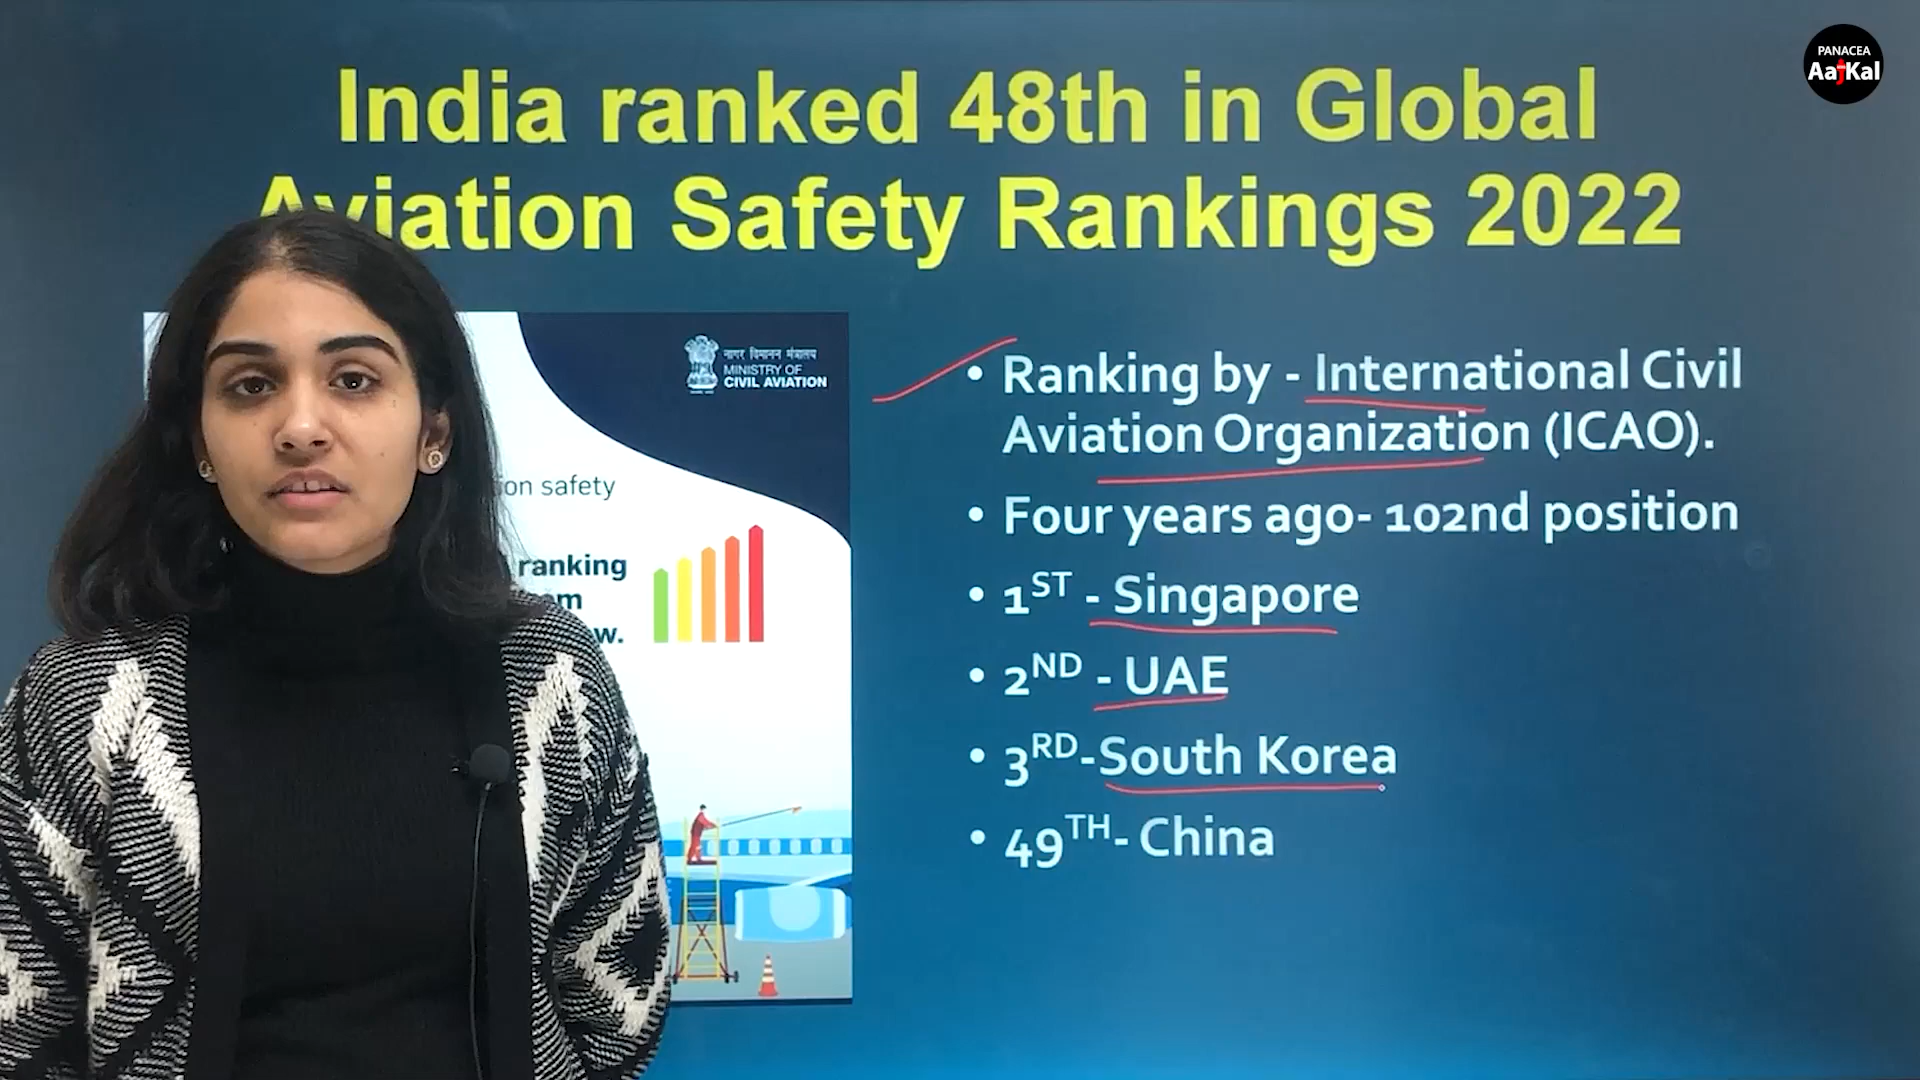 PANACEA
AajKal
India ranked 48th in Global
Aviation Safety Rankings 2022
नागर विमानन मंत्रालय
MINISTRY OF
CIVIL AVIATION
• Ranking by - International Civil
Aviation Organization (ICAO).
• Four years ago- 102nd position
• 1ST - Singapore
• 2ND - UAE
• 3RD-South Korea
• 49TH- China
safety
ranking